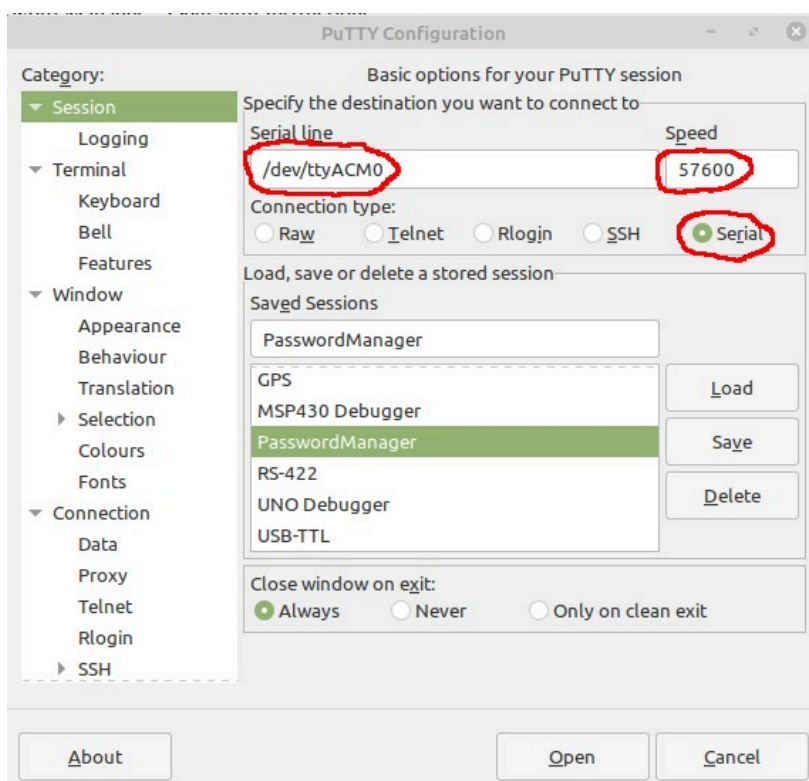 PuTTY Configuration
Category:
Session
Logging
Terminal
Keyboard
Bell
Features
Window
Appearance
Behaviour
Translation
Selection
Colours
Fonts
Connection
Data
Proxy
Telnet
Rlogin
SSH
Basic options for your PuTTY session
Specify the destination you want to connect to
Serial line Speed
/dev/ttyACM0 57600
Connection type:
Raw Telnet Rlogin SSH Serial
Load, save or delete a stored session
Saved Sessions
PasswordManager
GPS
MSP430 Debugger
PasswordManager
RS-422
UNO Debugger
USB-TTL
Load
Save
Delete
Close window on exit:
Always Never Only on clean exit
About Open Cancel